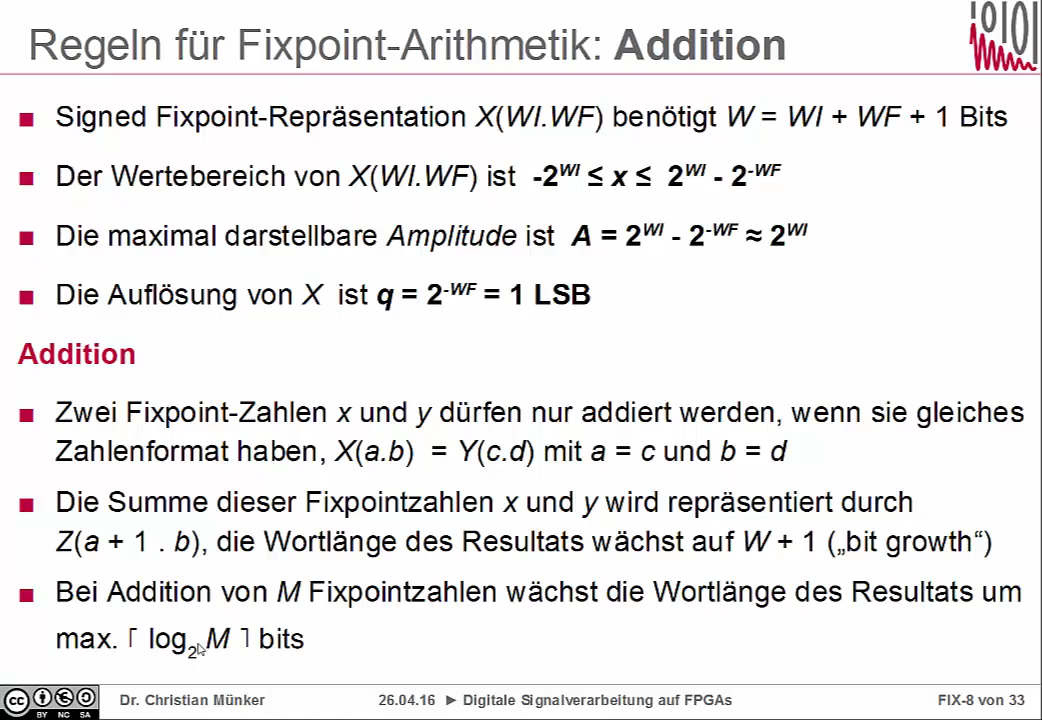 Regeln für Fixpoint-Arithmetik: Addition
■ Signed Fixpoint-Repräsentation X(WI.WF) benötigt W = WI + WF + 1 Bits
■ Der Wertebereich von X(WI.WF) ist -2^WI ≤ x ≤ 2^WI - 2^-WF
■ Die maximal darstellbare Amplitude ist A = 2^WI - 2^-WF ≈ 2^WI
■ Die Auflösung von X ist q = 2^-WF = 1 LSB
Addition
■ Zwei Fixpoint-Zahlen x und y dürfen nur addiert werden, wenn sie gleiches
Zahlenformat haben, X(a.b) = Y(c.d) mit a = c und b = d
■ Die Summe dieser Fixpointzahlen x und y wird repräsentiert durch
Z(a + 1 . b), die Wortlänge des Resultats wächst auf W + 1 („bit growth“)
■ Bei Addition von M Fixpointzahlen wächst die Wortlänge des Resultats um
max. ⌈ log₂M ⌉ bits
cc BY NC SA
Dr. Christian Münker 26.04.16 ► Digitale Signalverarbeitung auf FPGAs FIX-8 von 33